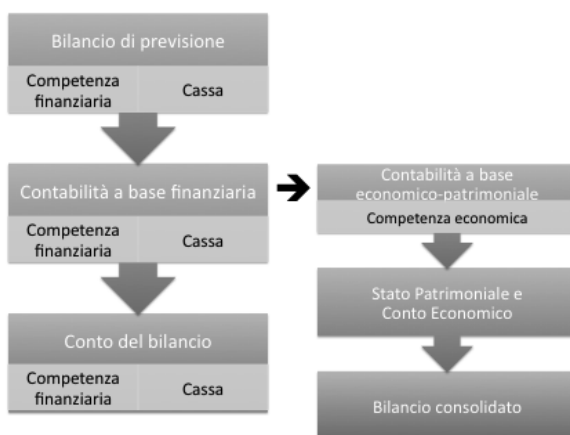 Bilancio di previsione
Competenza
finanziaria
Cassa
Contabilità a base finanziaria
Competenza
finanziaria
Cassa
Conto del bilancio
Competenza
finanziaria
Cassa
Contabilità a base
economico-patrimoniale
Competenza economica
Stato Patrimoniale e
Conto Economico
Bilancio consolidato